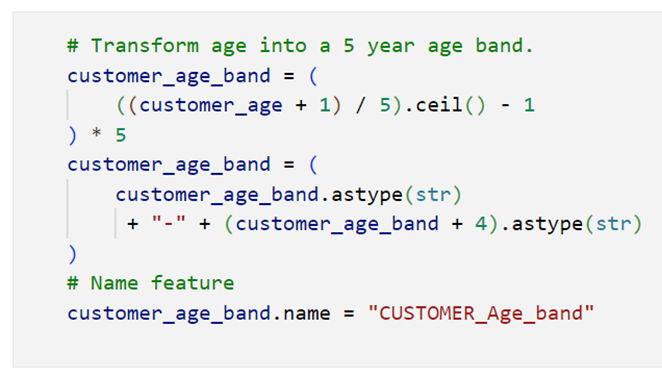 # Transform age into a 5 year age band.
customer_age_band = (
    ((customer_age + 1) / 5).ceil() - 1
) * 5
customer_age_band = (
    customer_age_band.astype(str)
    + "-" + (customer_age_band + 4).astype(str)
)
# Name feature
customer_age_band.name = "CUSTOMER_Age_band"